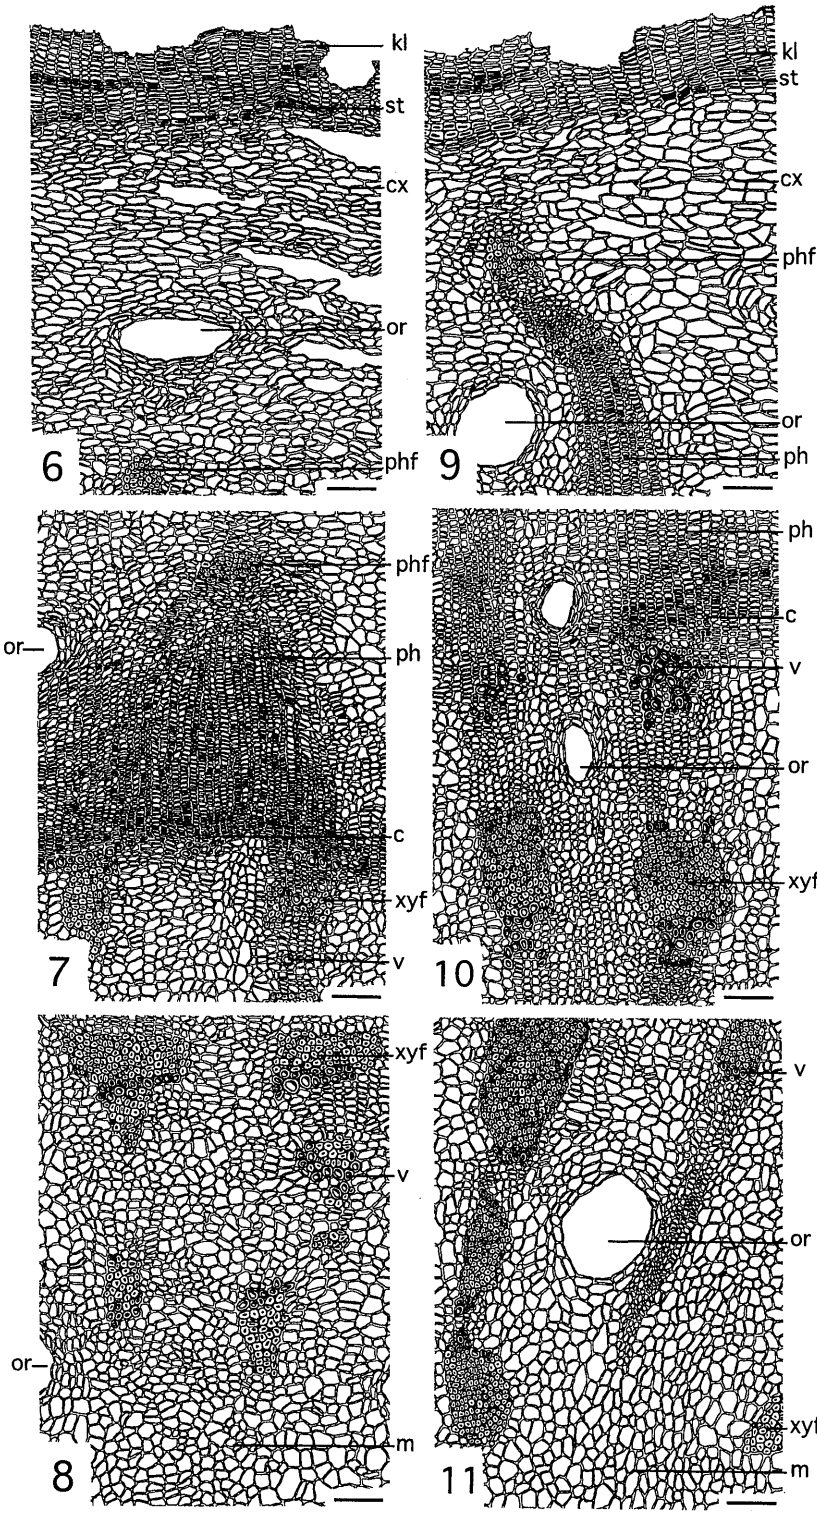 kl
st
cx
or
phf
6
kl
st
cx
phf
or
ph
9
phf
or
ph
c
xyf
v
7
ph
c
v
or
xyf
10
xyf
v
or
m
8
v
or
xyf
m
11